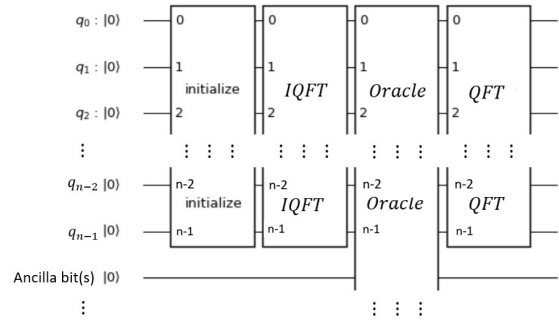 q₀ : |0⟩ 0 0 0 0
q₁ : |0⟩ 1 1 1 1
initialize IQFT Oracle QFT
q₂ : |0⟩ 2 2 2 2
qₙ₋₂ |0⟩ n-2 n-2 n-2 n-2
initialize IQFT Oracle QFT
qₙ₋₁ |0⟩ n-1 n-1 n-1 n-1
Ancilla bit(s) |0⟩